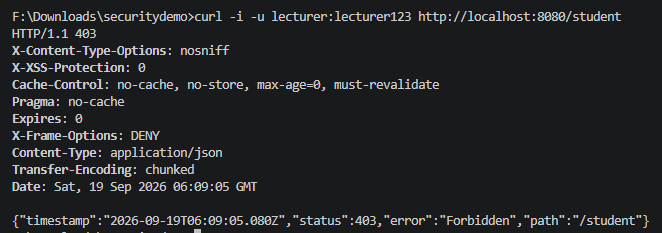 F:\Downloads\securitydemo>curl -i -u lecturer:lecturer123 http://localhost:8080/student
HTTP/1.1 403
X-Content-Type-Options: nosniff
X-XSS-Protection: 0
Cache-Control: no-cache, no-store, max-age=0, must-revalidate
Pragma: no-cache
Expires: 0
X-Frame-Options: DENY
Content-Type: application/json
Transfer-Encoding: chunked
Date: Sat, 19 Sep 2026 06:09:05 GMT

{"timestamp":"2026-09-19T06:09:05.080Z","status":403,"error":"Forbidden","path":"/student"}